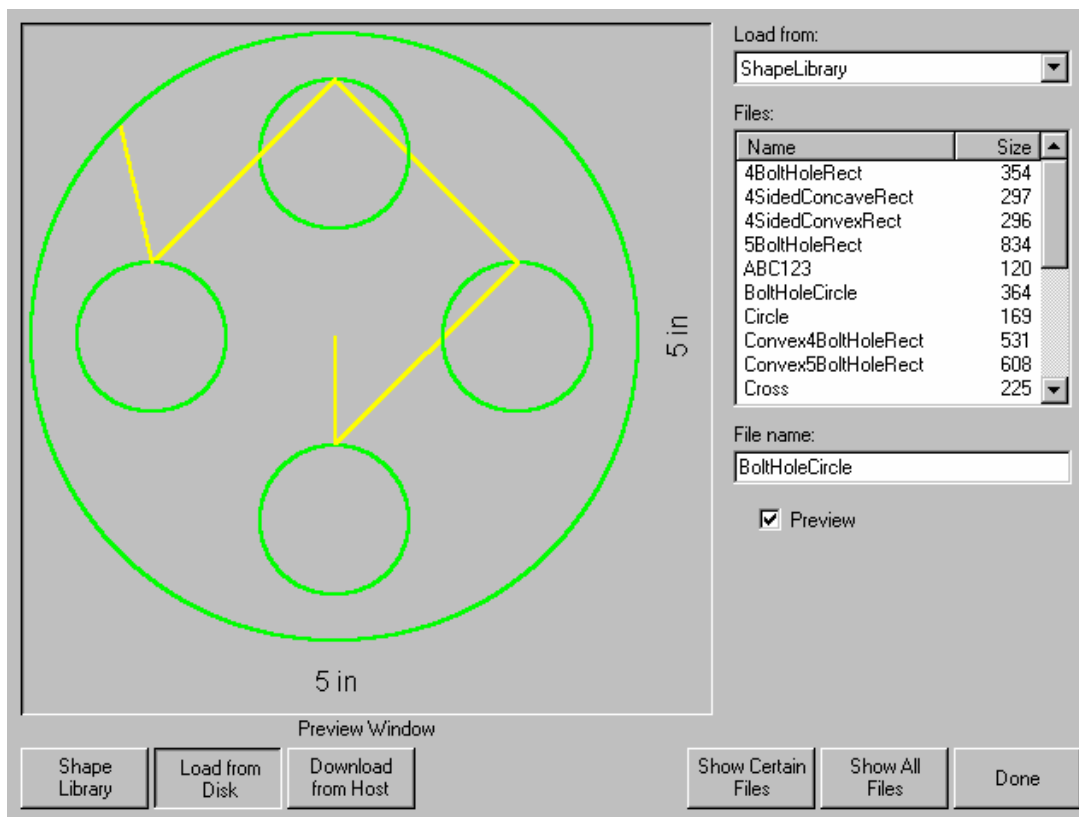 Load from:
ShapeLibrary
Files:
Name Size
4BoltHoleRect 354
4SidedConcaveRect 297
4SidedConvexRect 296
5BoltHoleRect 834
ABC123 120
BoltHoleCircle 364
Circle 169
Convex4BoltHoleRect 531
Convex5BoltHoleRect 608
Cross 225
File name:
BoltHoleCircle
Preview
5 in
5 in
Preview Window
Shape
Library
Load from
Disk
Download
from Host
Show Certain
Files
Show All
Files
Done